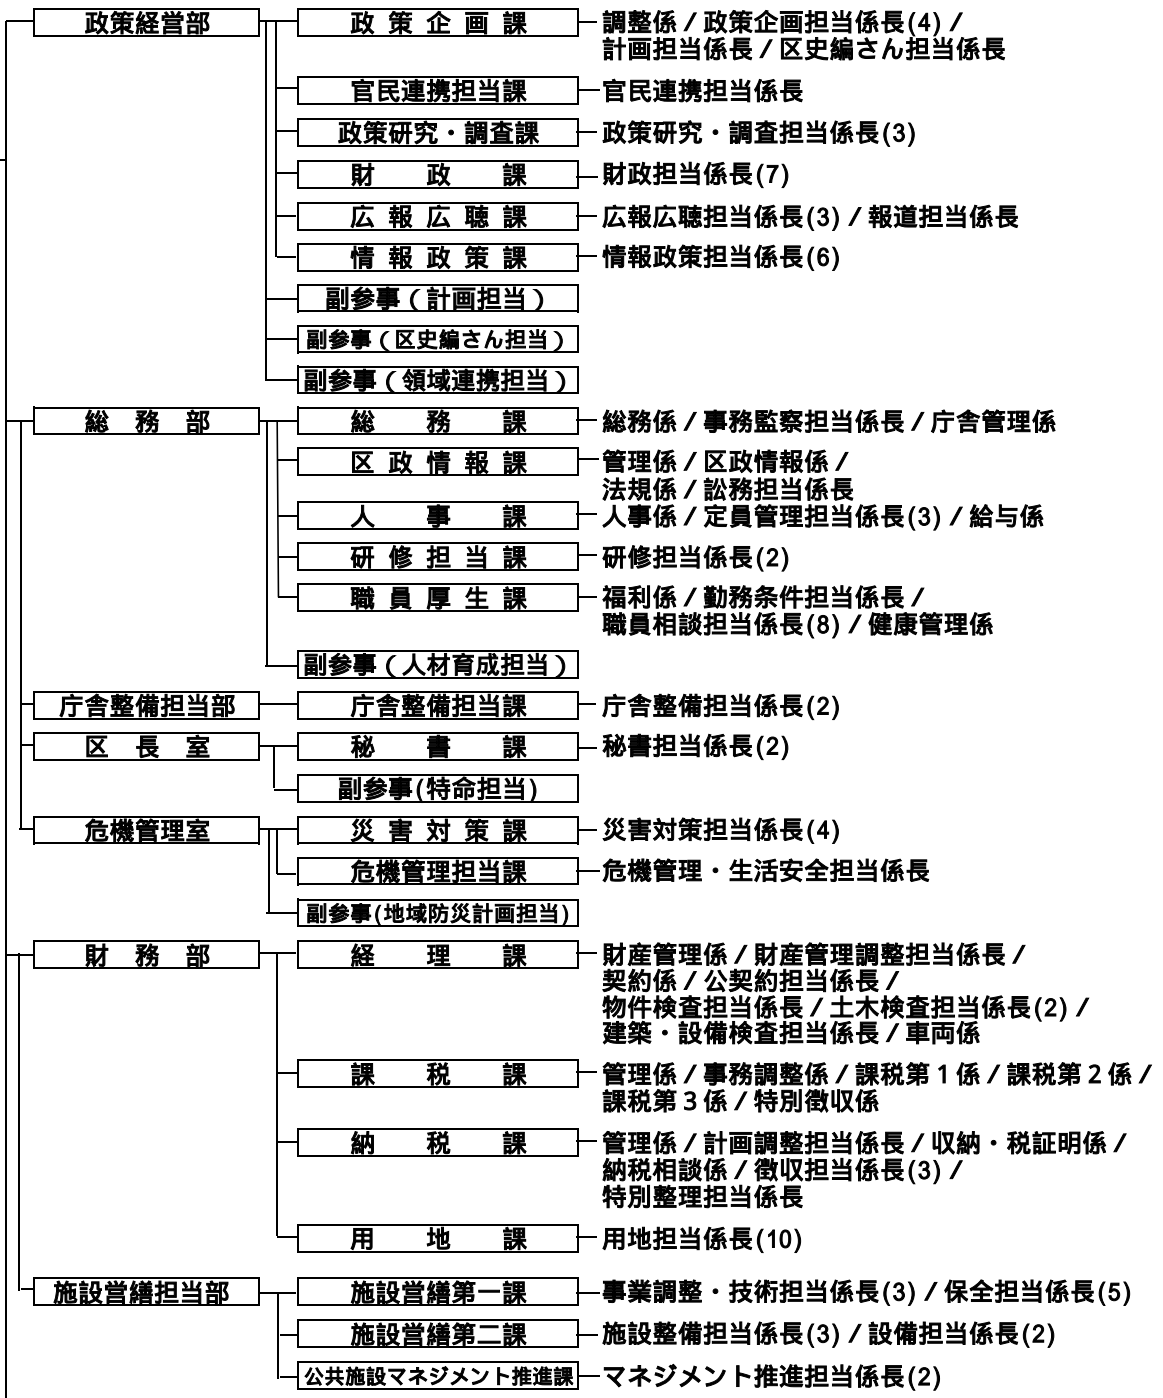 政策経営部 政策企画課 調整係/政策企画担当係長(4)/
計画担当係長/区史編さん担当係長
官民連携担当課 官民連携担当係長
政策研究・調査課 政策研究・調査担当係長(3)
財政課 財政担当係長(7)
広報広聴課 広報広聴担当係長(3)/報道担当係長
情報政策課 情報政策担当係長(6)
副参事(計画担当)
副参事(区史編さん担当)
副参事(領域連携担当)
総務部 総務課 総務係/事務監察担当係長/庁舎管理係
区政情報課 管理係/区政情報係/
法規係/訟務担当係長
人事課 人事係/定員管理担当係長(3)/給与係
研修担当課 研修担当係長(2)
職員厚生課 福利係/勤務条件担当係長/
職員相談担当係長(8)/健康管理係
副参事(人材育成担当)
庁舎整備担当部 庁舎整備担当課 庁舎整備担当係長(2)
区長室 秘書課 秘書担当係長(2)
副参事(特命担当)
危機管理室 災害対策課 災害対策担当係長(4)
危機管理担当課 危機管理・生活安全担当係長
副参事(地域防災計画担当)
財務部 経理課 財産管理係/財産管理調整担当係長/
契約係/公契約担当係長/
物件検査担当係長/土木検査担当係長(2)/
建築・設備検査担当係長/車両係
課税課 管理係/事務調整係/課税第1係/課税第2係/
課税第3係/特別徴収係
納税課 管理係/計画調整担当係長/収納・税証明係/
納税相談係/徴収担当係長(3)/
特別整理担当係長
用地課 用地担当係長(10)
施設営繕担当部 施設営繕第一課 事業調整・技術担当係長(3)/保全担当係長(5)
施設営繕第二課 施設整備担当係長(3)/設備担当係長(2)
公共施設マネジメント推進課 マネジメント推進担当係長(2)